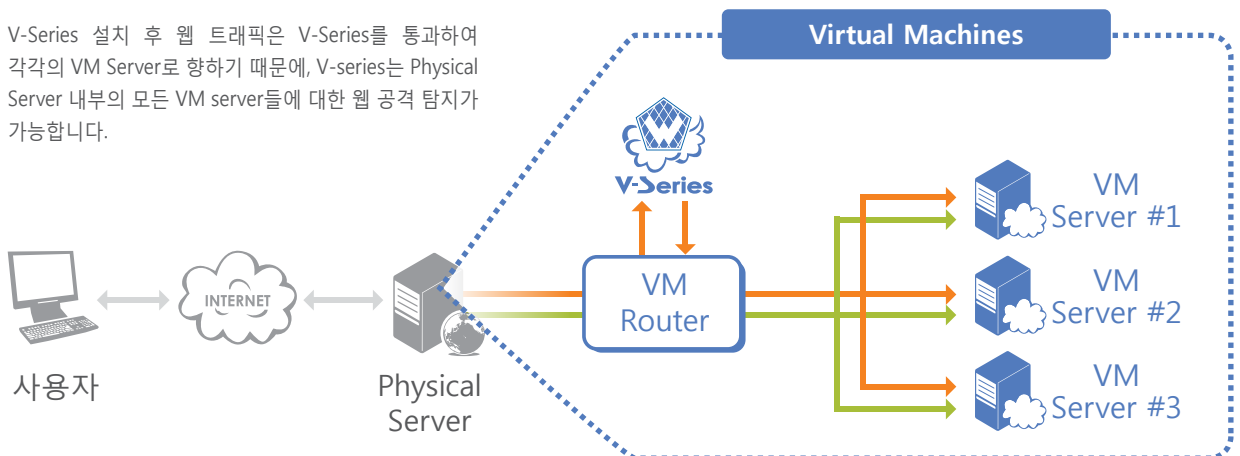 V-Series 설치 후 웹 트래픽은 V-Series를 통과하여
각각의 VM Server로 향하기 때문에, V-series는 Physical
Server 내부의 모든 VM server들에 대한 웹 공격 탐지가
가능합니다.
Virtual Machines
W
V-Series
VM
Router
VM
Server #1
VM
Server #2
VM
Server #3
INTERNET
사용자
Physical
Server